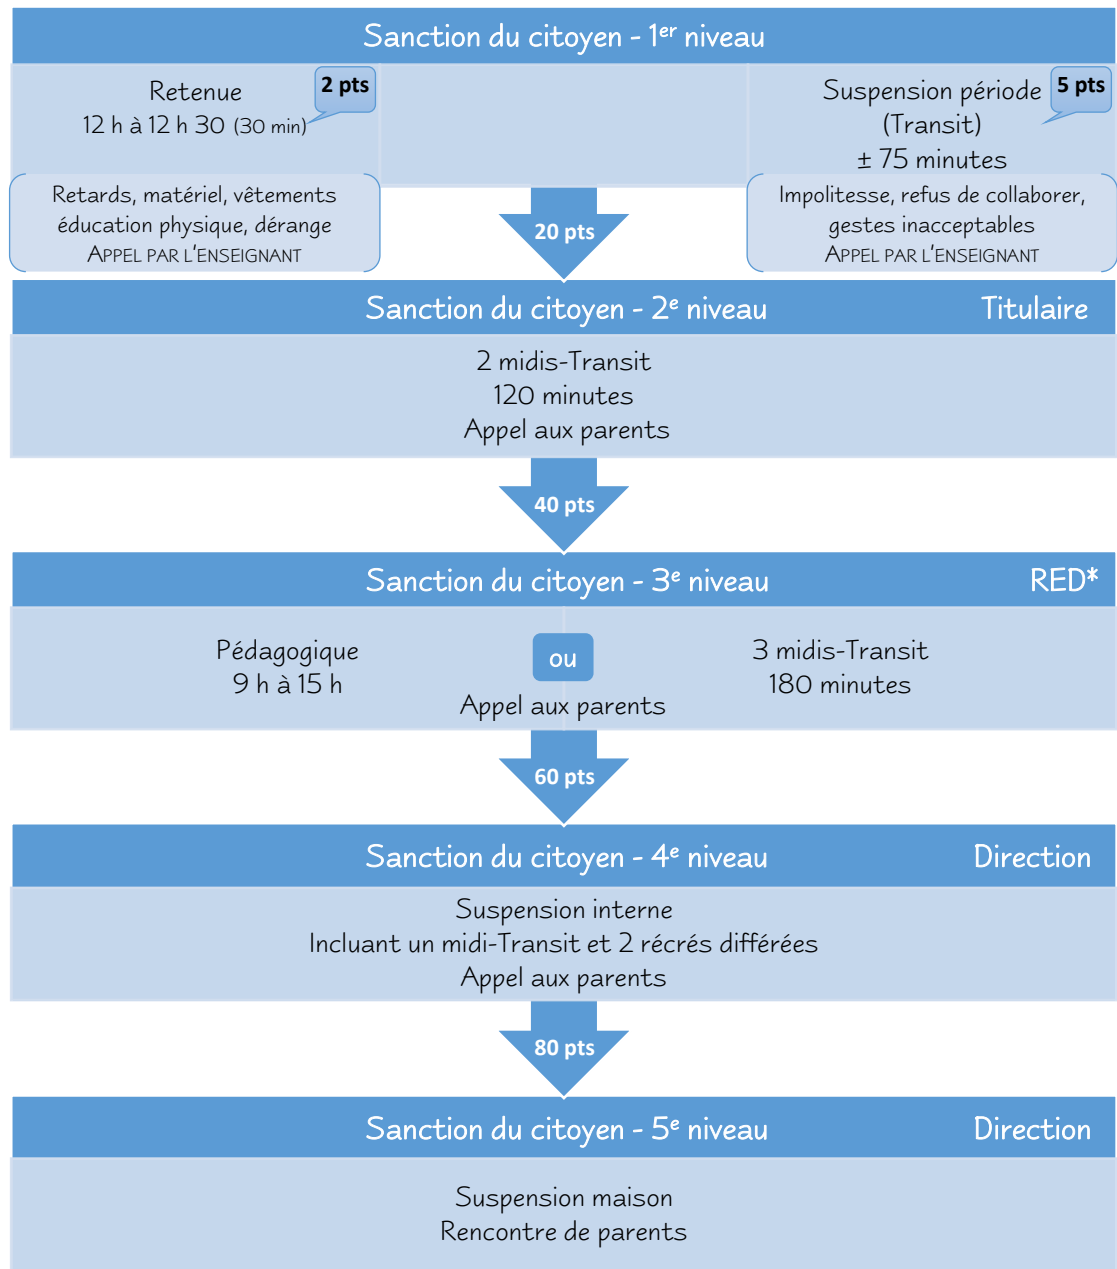 Sanction du citoyen - 1er niveau
Retenue
12 h à 12 h 30 (30 min)
2 pts
Suspension période
(Transit)
± 75 minutes
5 pts
Retards, matériel, vêtements
éducation physique, dérange
APPEL PAR L'ENSEIGNANT
Impolitesse, refus de collaborer,
gestes inacceptables
APPEL PAR L'ENSEIGNANT
20 pts
Sanction du citoyen - 2e niveau
Titulaire
2 midis-Transit
120 minutes
Appel aux parents
40 pts
Sanction du citoyen - 3e niveau
RED*
Pédagogique
9 h à 15 h
ou
3 midis-Transit
180 minutes
Appel aux parents
60 pts
Sanction du citoyen - 4e niveau
Direction
Suspension interne
Incluant un midi-Transit et 2 récrés différées
Appel aux parents
80 pts
Sanction du citoyen - 5e niveau
Direction
Suspension maison
Rencontre de parents